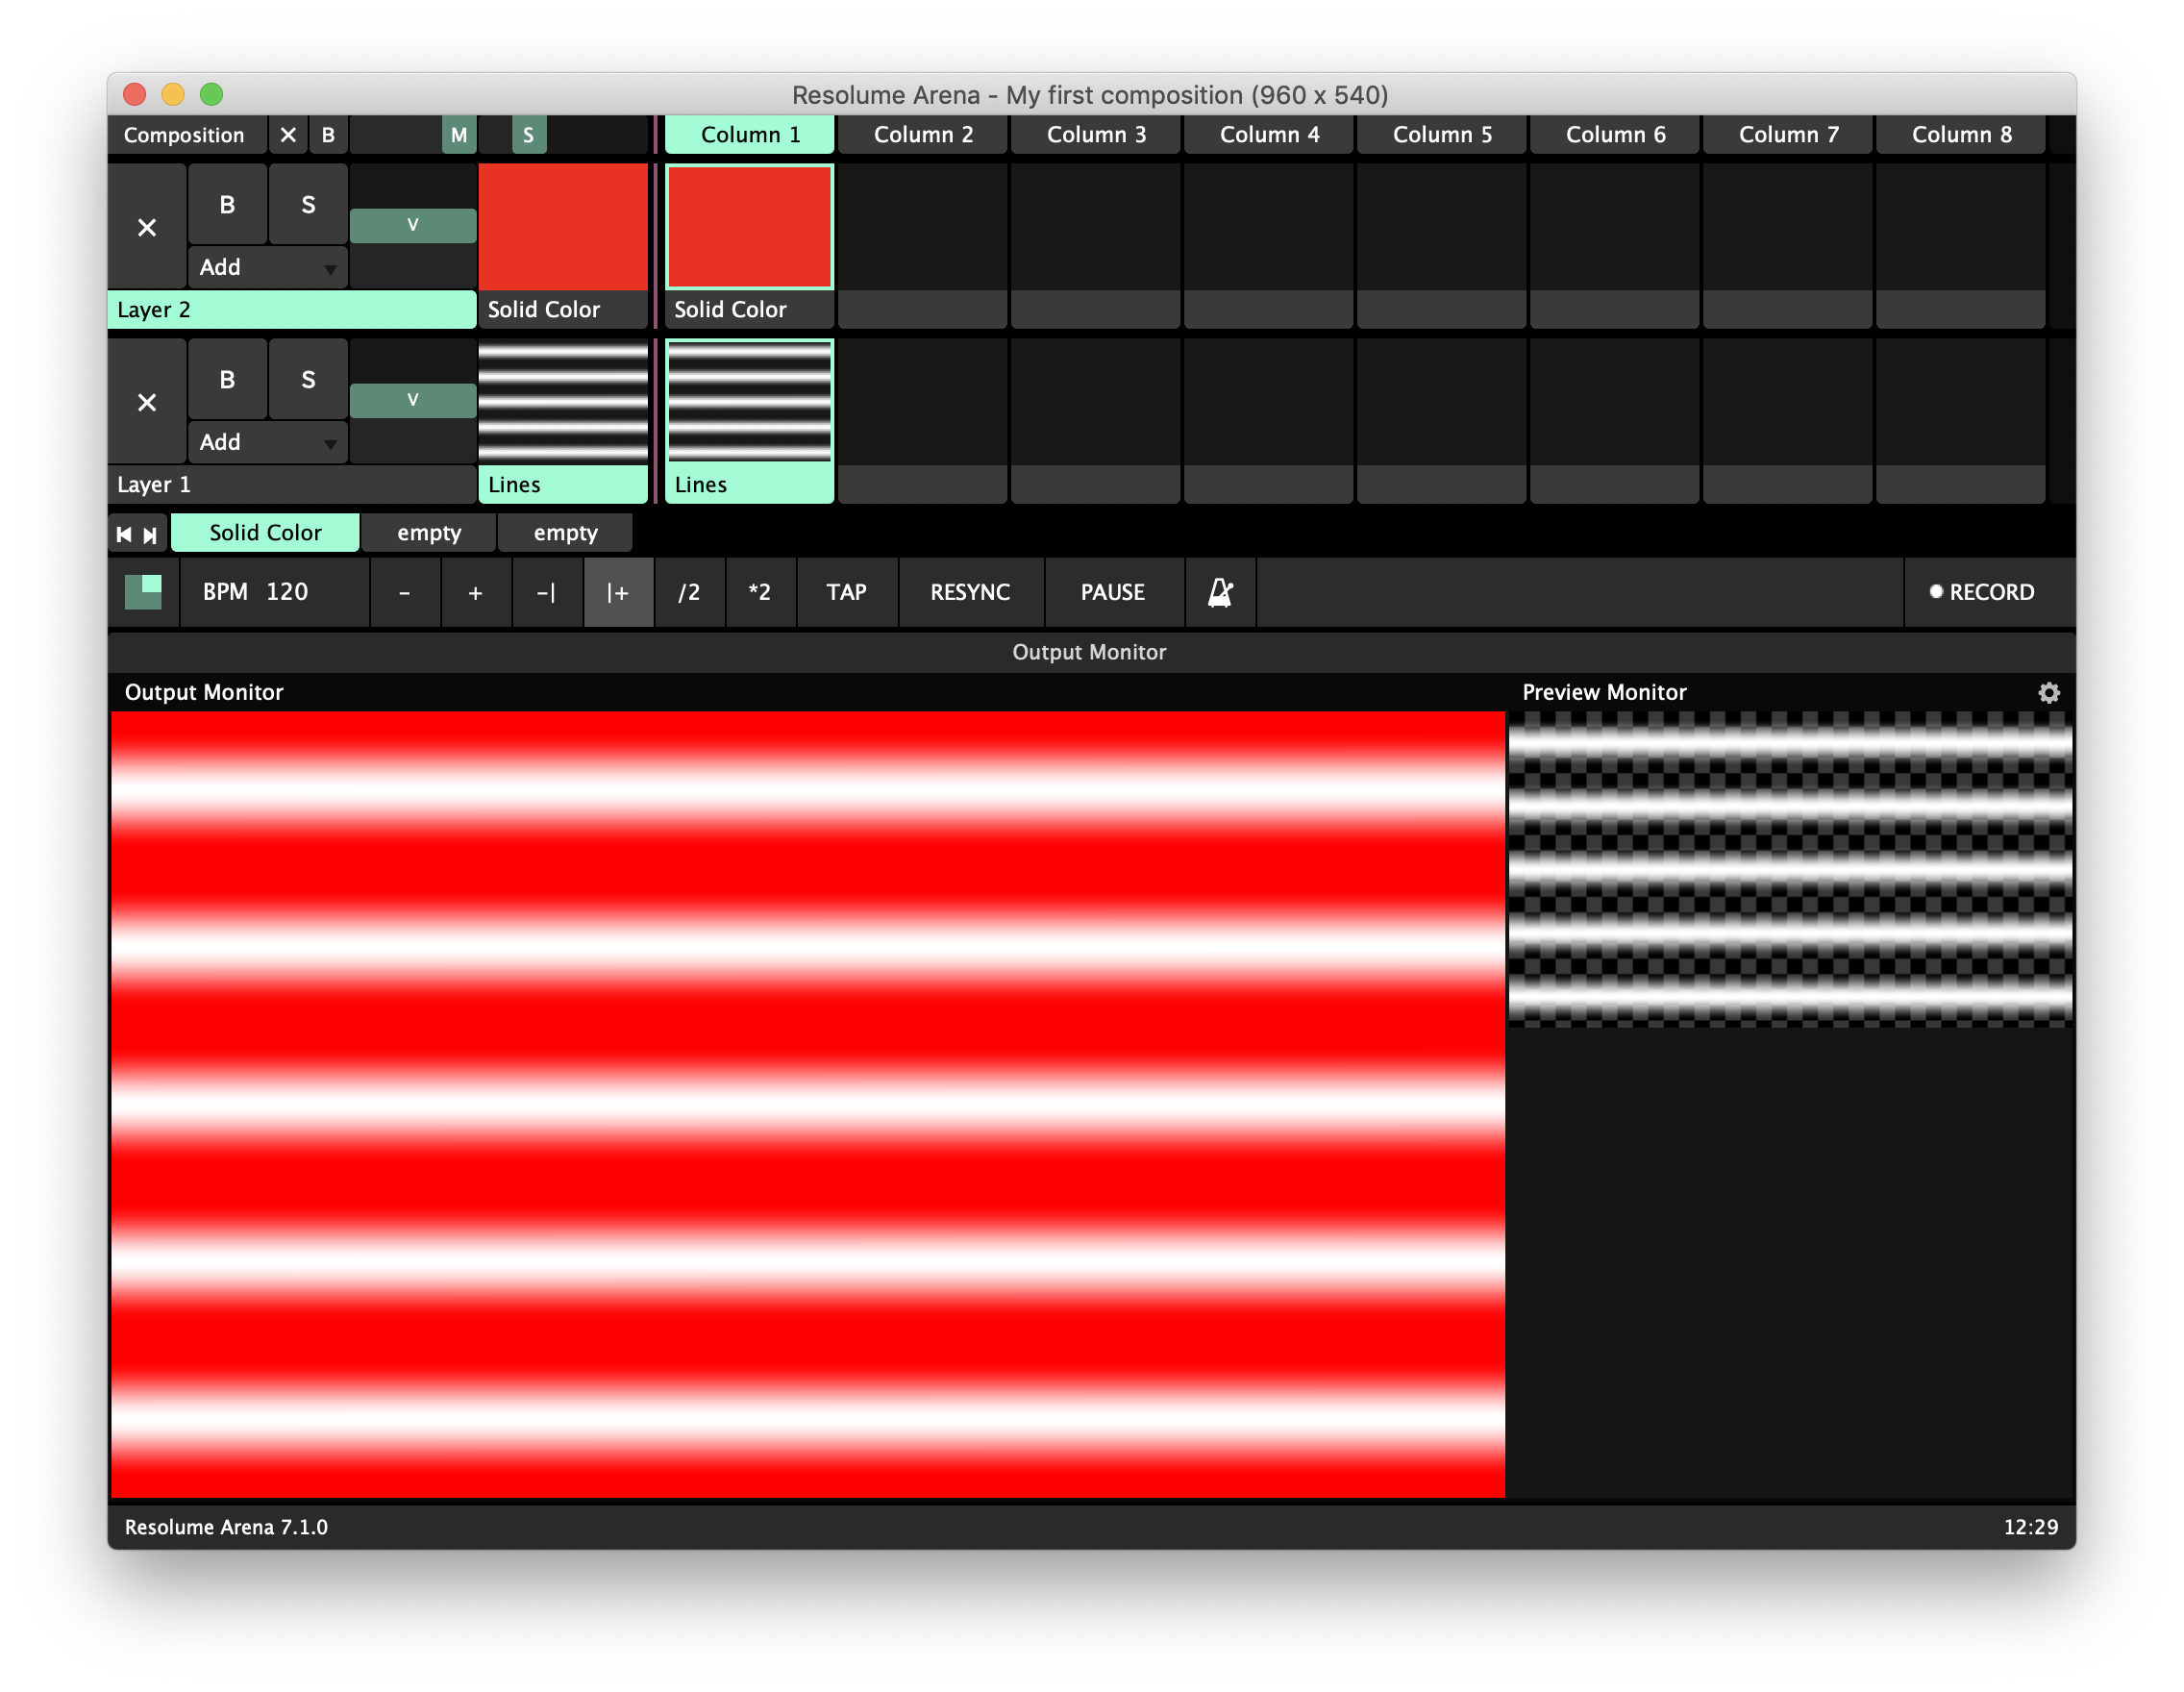 Resolume Arena - My first composition (960 x 540)
Composition B M S Column 1 Column 2 Column 3 Column 4 Column 5 Column 6 Column 7 Column 8
B S V
Add
Layer 2 Solid Color Solid Color
B S V
Add
Layer 1 Lines Lines
Solid Color empty empty
BPM 120 - + -| |+ /2 *2 TAP RESYNC PAUSE RECORD
Output Monitor
Output Monitor Preview Monitor
Resolume Arena 7.1.0 12:29